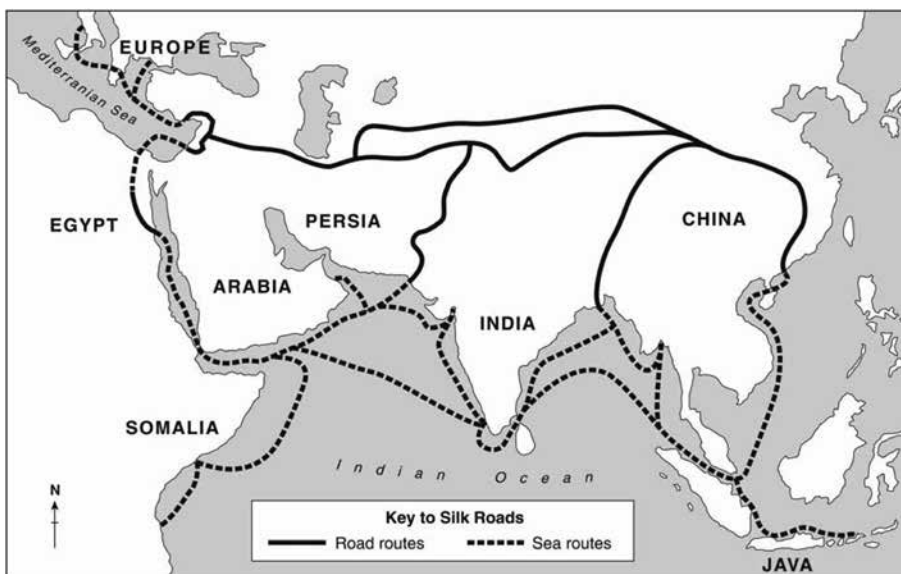 EUROPE
Mediterranean Sea
EGYPT
PERSIA
CHINA
ARABIA
INDIA
SOMALIA
Indian Ocean
N
Key to Silk Roads
Road routes
Sea routes
JAVA